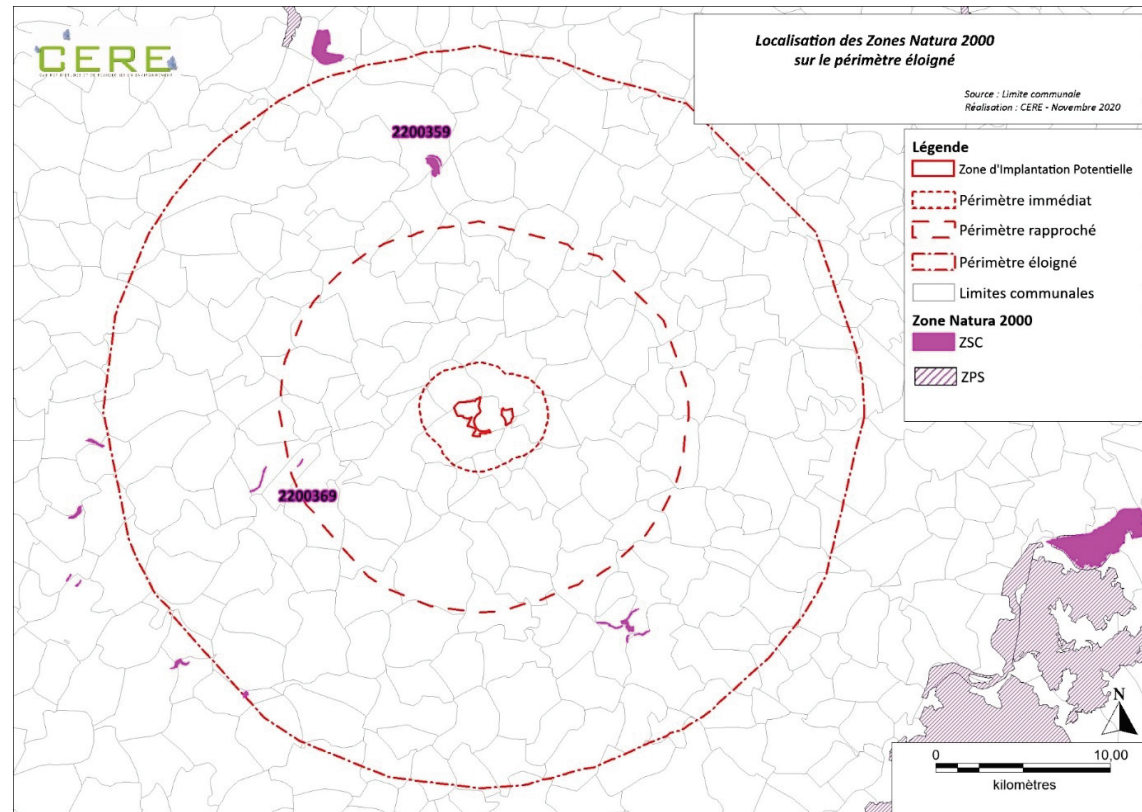 CERE
Localisation des Zones Natura 2000
sur le périmètre éloigné
Source : Limite communale
Réalisation : CERE - Novembre 2020
2200359
2200369
Légende
Zone d'Implantation Potentielle
Périmètre immédiat
Périmètre rapproché
Périmètre éloigné
Limites communales
Zone Natura 2000
ZSC
ZPS
N
0 10,00
kilomètres